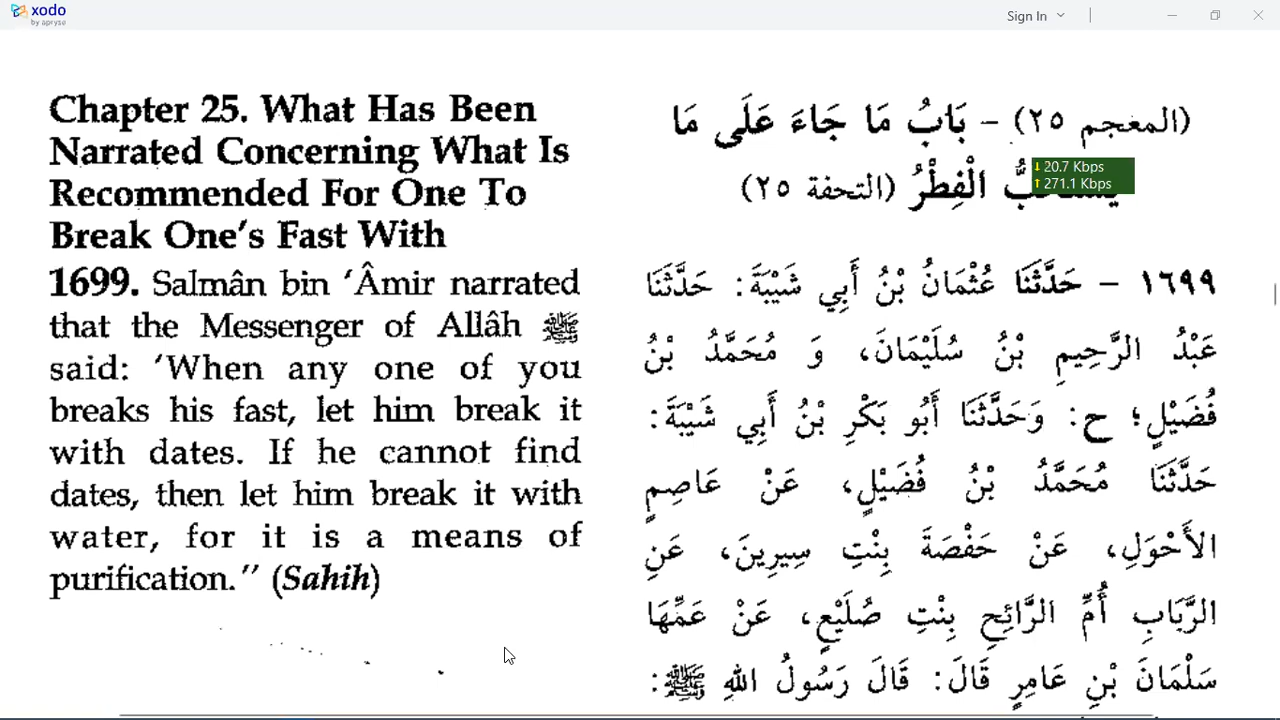 xodo
by apryse
Sign In
Chapter 25. What Has Been
Narrated Concerning What Is
Recommended For One To
Break One's Fast With
1699. Salmân bin 'Âmir narrated
that the Messenger of Allâh ﷺ
said: 'When any one of you
breaks his fast, let him break it
with dates. If he cannot find
dates, then let him break it with
water, for it is a means of
purification." (Sahih)
(المعجم ٢٥) – بَابُ مَا جَاءَ عَلَى مَا
الْفِطْرُ (التحفة ٢٥)
↓ 20.7 Kbps
↑ 271.1 Kbps
١٦٩٩ – حَدَّثَنَا عُثْمَانُ بْنُ أَبِي شَيْبَةَ: حَدَّثَنَا
عَبْدُ الرَّحِيمِ بْنُ سُلَيْمَانَ، وَ مُحَمَّدُ بْنُ
فُضَيْلٍ؛ ح: وَحَدَّثَنَا أَبُو بَكْرِ بْنُ أَبِي شَيْبَةَ:
حَدَّثَنَا مُحَمَّدُ بْنُ فُضَيْلٍ، عَنْ عَاصِمٍ
الأَحْوَلِ، عَنْ حَفْصَةَ بِنْتِ سِيرِينَ، عَنِ
الرَّبَابِ أُمِّ الرَّائِحِ بِنْتِ صُلَيْعٍ، عَنْ عَمِّهَا
سَلْمَانَ بْنِ عَامِرٍ قَالَ: قَالَ رَسُولُ اللهِ ﷺ: